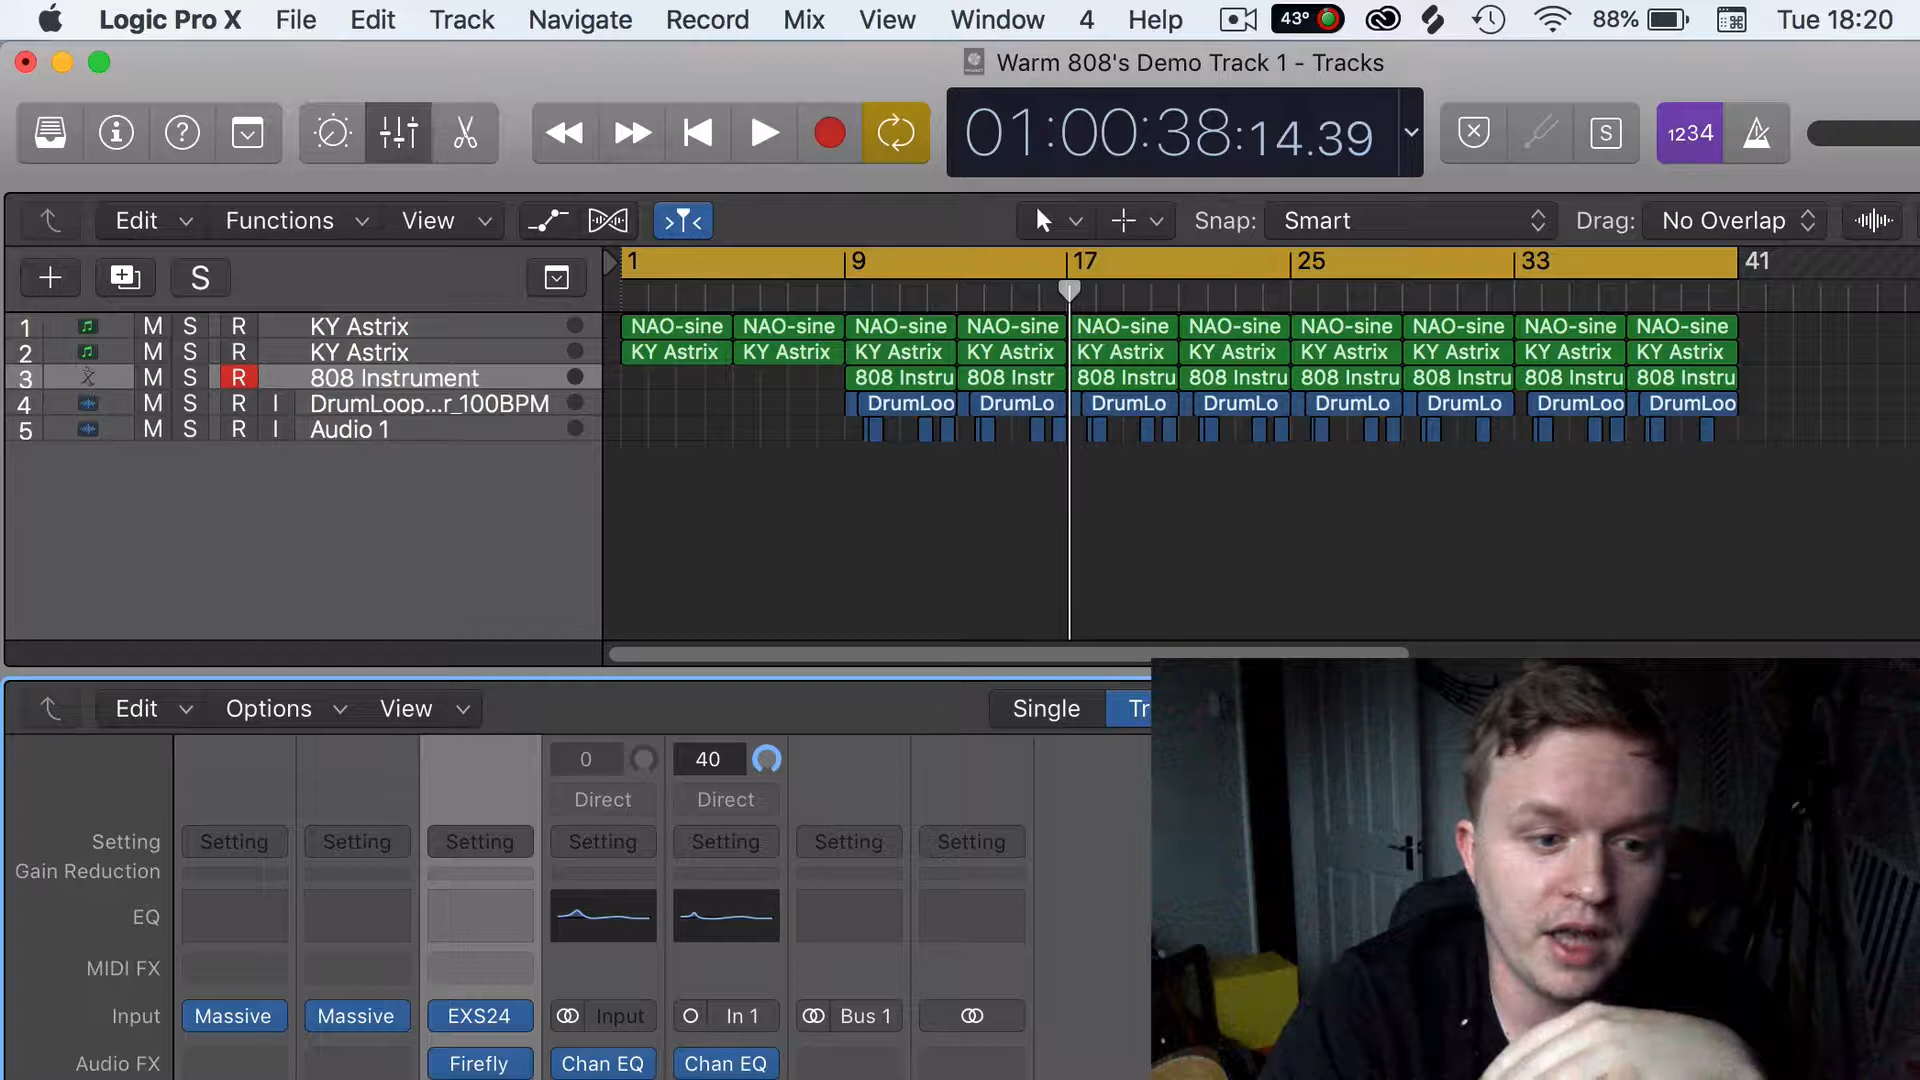 Logic Pro X File Edit Track Navigate Record Mix View Window 4 Help 43° 88% Tue 18:20
Warm 808's Demo Track 1 - Tracks
01:00:38:14.39 S 1234
Edit Functions View Snap: Smart Drag: No Overlap
S 1 9 17 25 33 41
1 M S R KY Astrix NAO-sine NAO-sine NAO-sine NAO-sine NAO-sine NAO-sine NAO-sine NAO-sine NAO-sine NAO-sine
2 M S R KY Astrix KY Astrix KY Astrix KY Astrix KY Astrix KY Astrix KY Astrix KY Astrix KY Astrix KY Astrix KY Astrix
3 M S R 808 Instrument 808 Instru 808 Instr 808 Instru 808 Instru 808 Instru 808 Instru 808 Instru 808 Instru
4 M S R I DrumLoop...r_100BPM DrumLoo DrumLo DrumLo DrumLo DrumLo DrumLo DrumLoo DrumLoo
5 M S R I Audio 1
Edit Options View Single Tr
0 40
Direct Direct
Setting Setting Setting Setting Setting Setting Setting Setting
Gain Reduction
EQ
MIDI FX
Input Massive Massive EXS24 Input In 1 Bus 1
Audio FX Firefly Chan EQ Chan EQ